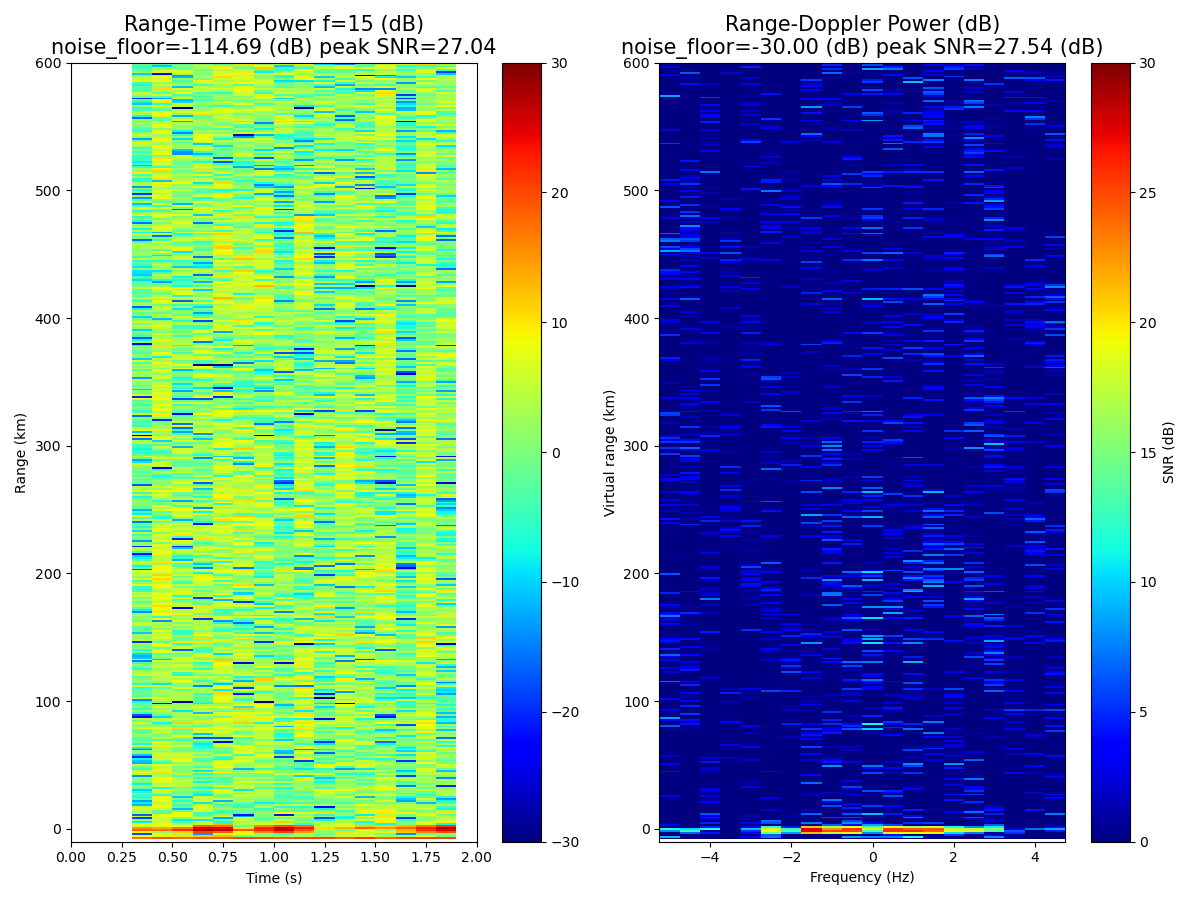 Range-Time Power f=15 (dB)
noise_floor=-114.69 (dB) peak SNR=27.04
Range (km)
600
500
400
300
200
100
0
0.00 0.25 0.50 0.75 1.00 1.25 1.50 1.75 2.00
Time (s)
30
20
10
0
−10
−20
−30
Range-Doppler Power (dB)
noise_floor=-30.00 (dB) peak SNR=27.54 (dB)
Virtual range (km)
600
500
400
300
200
100
0
−4 −2 0 2 4
Frequency (Hz)
30
25
20
15
10
5
0
SNR (dB)